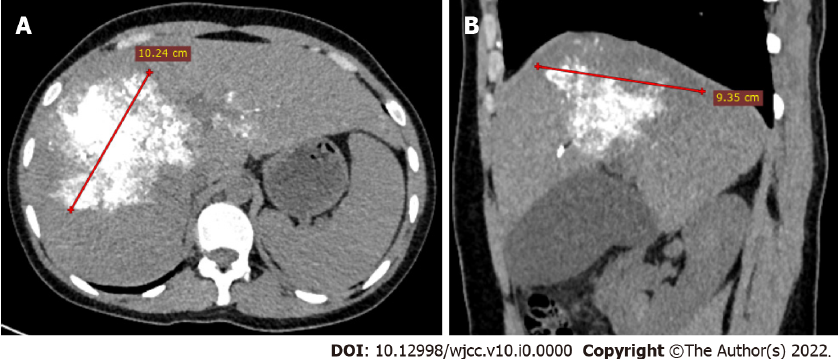 A
10.24 cm
B
9.35 cm
DOI: 10.12998/wjcc.v10.i0.0000 Copyright ©The Author(s) 2022.